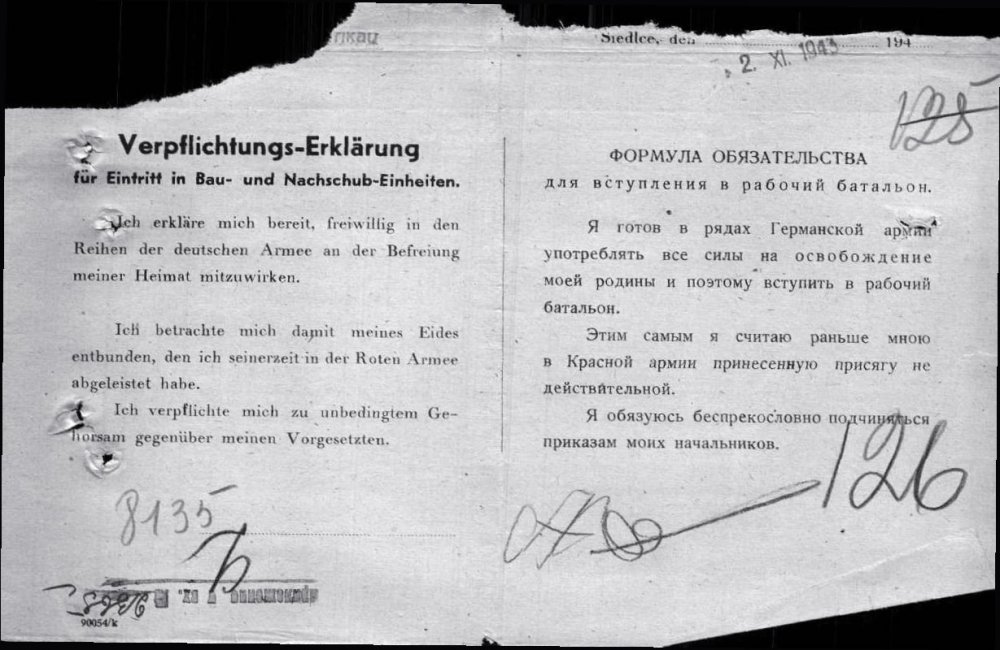 Siedlce, den 194
2. XI. 1943
125
Verpflichtungs-Erklärung
für Eintritt in Bau- und Nachschub-Einheiten.
Ich erkläre mich bereit, freiwillig in den
Reihen der deutschen Armee an der Befreiung
meiner Heimat mitzuwirken.
Ich betrachte mich damit meines Eides
entbunden, den ich seinerzeit in der Roten Armee
abgeleistet habe.
Ich verpflichte mich zu unbedingtem Ge-
horsam gegenüber meinen Vorgesetzten.
8135
90054/k
ФОРМУЛА ОБЯЗАТЕЛЬСТВА
для вступления в рабочий батальон.
Я готов в рядах Германской армии
употреблять все силы на освобождение
моей родины и поэтому вступить в рабочий
батальон.
Этим самым я считаю раньше мною
в Красной армии принесенную присягу не
действительной.
Я обязуюсь беспрекословно подчиняться
приказам моих начальников.
126